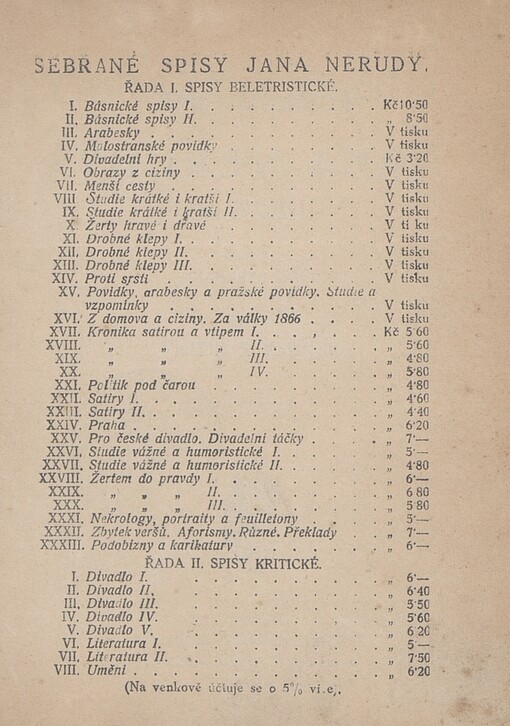 SEBRANÉ SPISY JANA NERUDY.
ŘADA I. SPISY BELETRISTICKÉ.
I. Básnické spisy I. . . . . . . . . . Kč 10·50
II. Básnické spisy II. . . . . . . . . . „ 8·50
III. Arabesky . . . . . . . . . . . V tisku
IV. Malostranské povidky . . . . . . . . V tisku
V. Divadelní hry . . . . . . . . . . Kč 3·20
VI. Obrazy z ciziny . . . . . . . . . V tisku
VII. Menší cesty . . . . . . . . . . V tisku
VIII Studie krátké i kratší I. . . . . . . . V tisku
IX. Studie krátké i kratší II. . . . . . . . V tisku
X. Žerty hravé i dravé . . . . . . . . V ti ku
XI. Drobné klepy I. . . . . . . . . . V tisku
XII. Drobné klepy II. . . . . . . . . . V tisku
XIII. Drobné klepy III. . . . . . . . . . V tisku
XIV. Proti srsti . . . . . . . . . . . V tisku
XV. Povidky, arabesky a pražské povidky. Studie a
vzpomínky . . . . . . . . . . V tisku
XVI. Z domova a ciziny. Za války 1866 . . . . V tisku
XVII. Kronika satirou a vtipem I. . . . . . . Kč 5·60
XVIII. „ „ „ II. . . . . . . „ 5·60
XIX. „ „ „ III. . . . . . . „ 4·80
XX. „ „ „ IV. . . . . . . „ 5·80
XXI. Politik pod čarou . . . . . . . . . „ 4·80
XXII. Satiry I. . . . . . . . . . . . „ 4·60
XXIII. Satiry II. . . . . . . . . . . . „ 4·40
XXIV. Praha . . . . . . . . . . . . „ 6·20
XXV. Pro české divadlo. Divadelni táčky . . . . „ 7·—
XXVI. Studie vážné a humoristické I. . . . . . „ 5·—
XXVII. Studie vážné a humoristické II. . . . . . „ 4·80
XXVIII. Žertem do pravdy I. . . . . . . . . „ 6·—
XXIX. „ „ „ II. . . . . . . . „ 6 80
XXX. „ „ „ III. . . . . . . . „ 5 80
XXXI. Nekrology, portraity a feuilletony . . . . „ 5·—
XXXII. Zbytek veršů. Aforismy. Různé. Překlady . . . „ 7·—
XXXIII. Podobizny a karikatury . . . . . . . „ 6·—
ŘADA II. SPISY KRITICKÉ.
I. Divadlo I. . . . . . . . . . . „ 6·—
II. Divadlo II. . . . . . . . . . . „ 6·40
III. Divadlo III. . . . . . . . . . . „ 5·50
IV. Divadlo IV. . . . . . . . . . . „ 5·60
V. Divadlo V. . . . . . . . . . . „ 6 20
VI. Literatura I. . . . . . . . . . . „ 5 —
VII. Literatura II. . . . . . . . . . . „ 7·50
VIII. Umění . . . . . . . . . . . „ 6·20
(Na venkově účtuje se o 5% více).